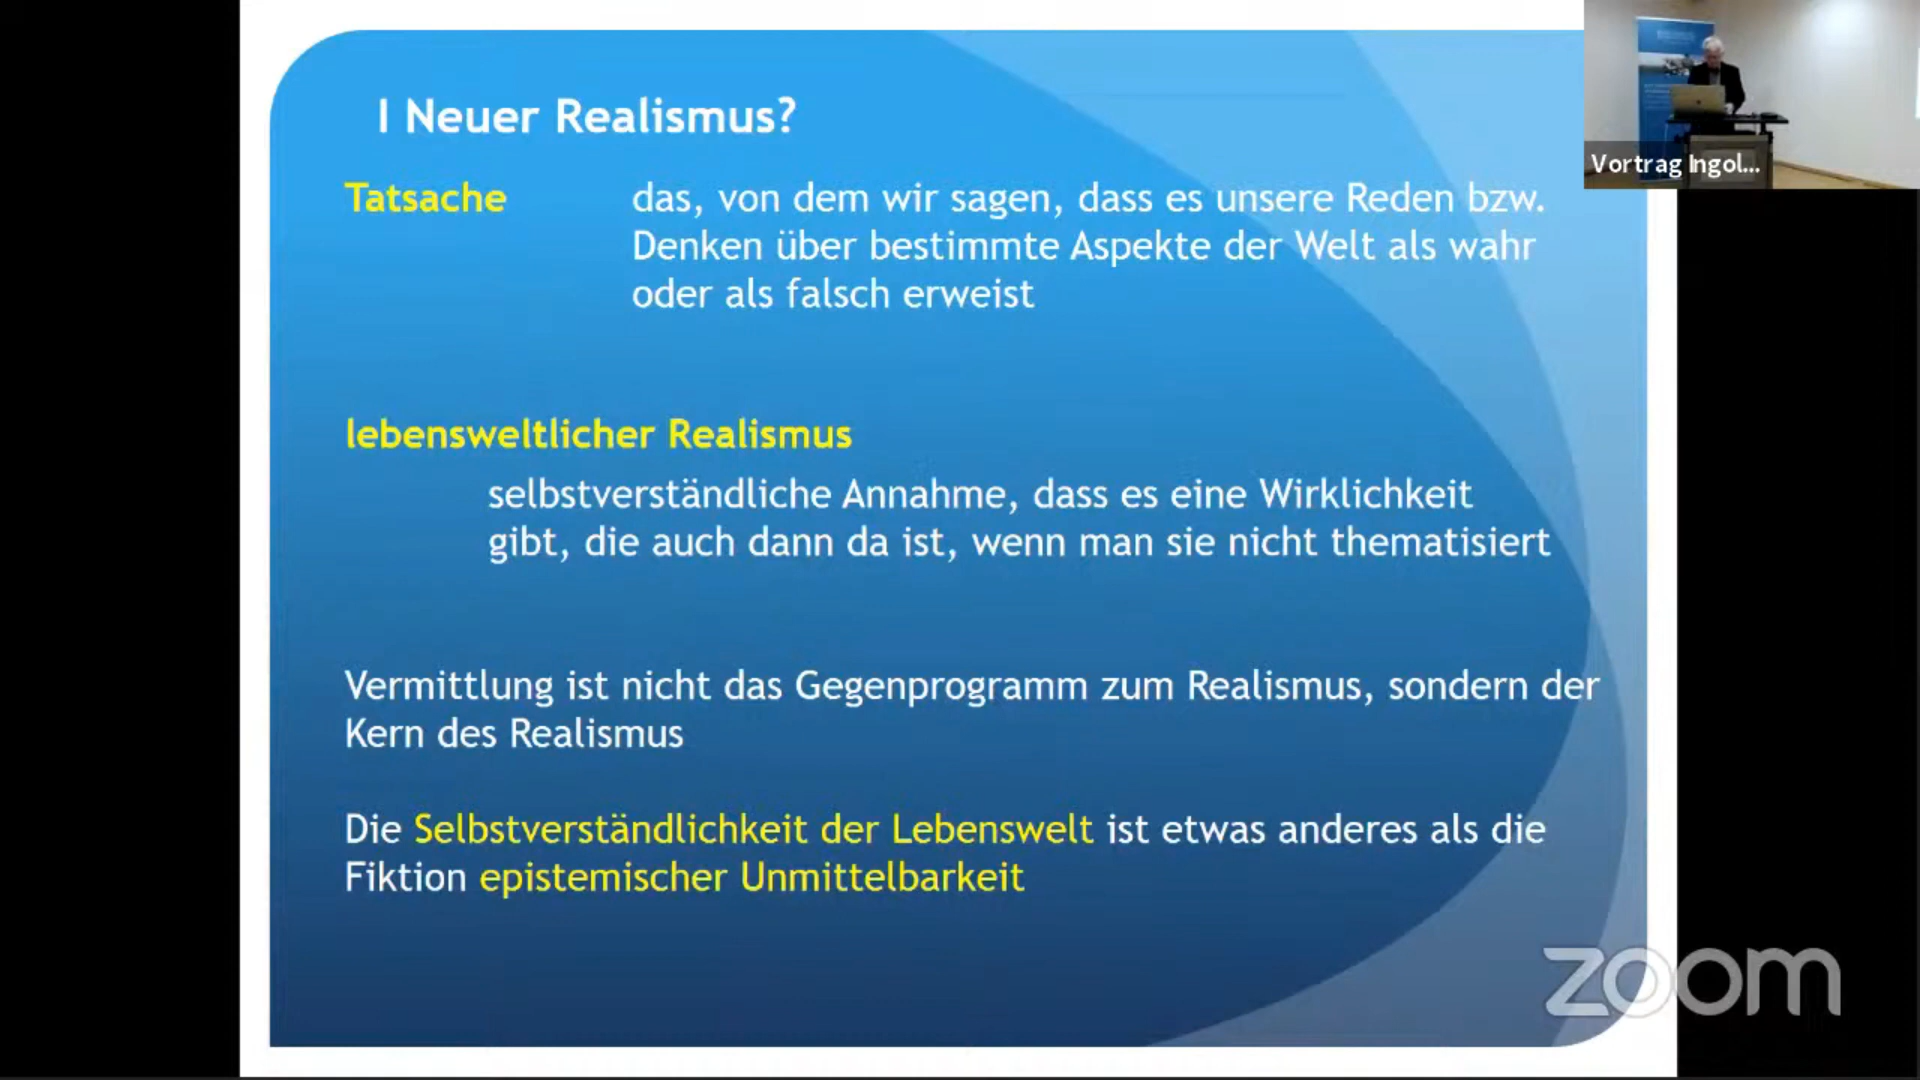 I Neuer Realismus?
Tatsache das, von dem wir sagen, dass es unsere Reden bzw.
Denken über bestimmte Aspekte der Welt als wahr
oder als falsch erweist
lebensweltlicher Realismus
selbstverständliche Annahme, dass es eine Wirklichkeit
gibt, die auch dann da ist, wenn man sie nicht thematisiert
Vermittlung ist nicht das Gegenprogramm zum Realismus, sondern der
Kern des Realismus
Die Selbstverständlichkeit der Lebenswelt ist etwas anderes als die
Fiktion epistemischer Unmittelbarkeit
Vortrag Ingol...
zoom